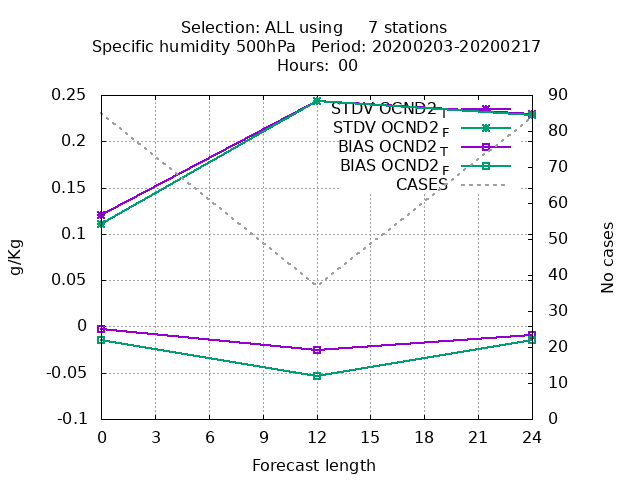 Selection: ALL using     7 stations
Specific humidity 500hPa   Period: 20200203-20200217
Hours:  00
0.25
0.2
0.15
0.1
0.05
0
-0.05
-0.1
g/Kg
STDV OCND2 T
STDV OCND2 F
BIAS OCND2 T
BIAS OCND2 F
CASES
90
80
70
60
50
40
30
20
10
0
No cases
0 3 6 9 12 15 18 21 24
Forecast length